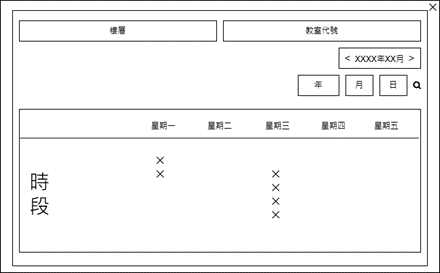 樓層
教室代號
< XXXX年XX月 >
年 月 日
星期一 星期二 星期三 星期四 星期五
時
段